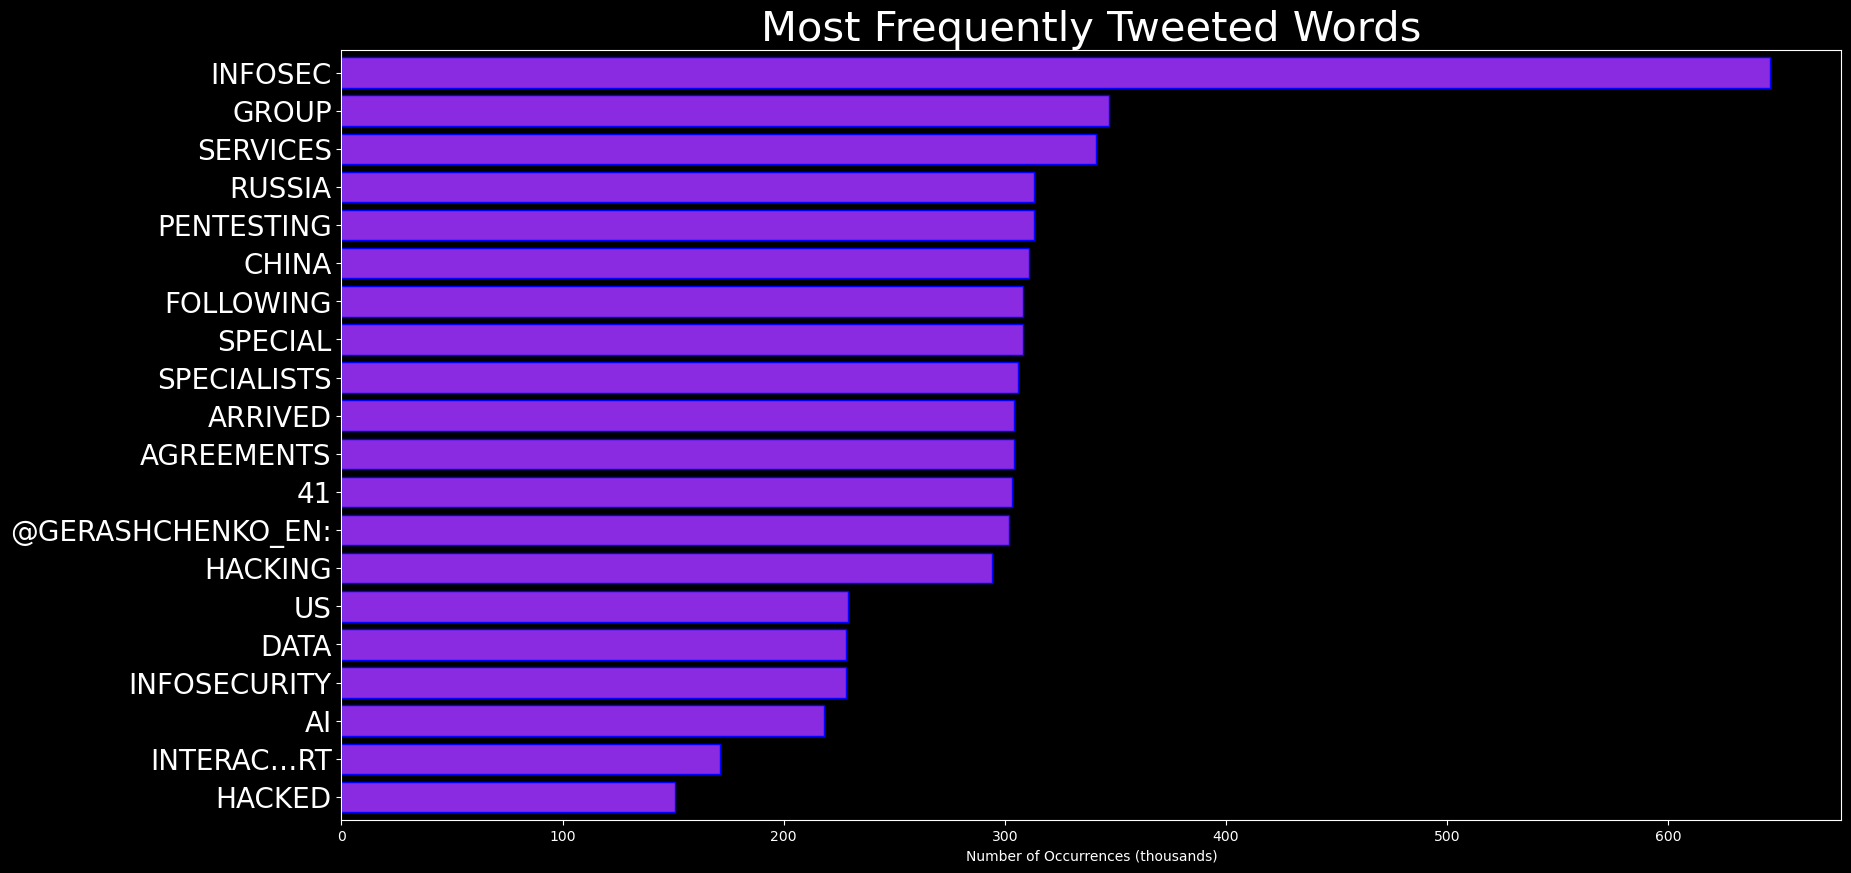 Most Frequently Tweeted Words
INFOSEC
GROUP
SERVICES
RUSSIA
PENTESTING
CHINA
FOLLOWING
SPECIAL
SPECIALISTS
ARRIVED
AGREEMENTS
41
@GERASHCHENKO_EN:
HACKING
US
DATA
INFOSECURITY
AI
INTERAC…RT
HACKED
0 100 200 300 400 500 600
Number of Occurrences (thousands)